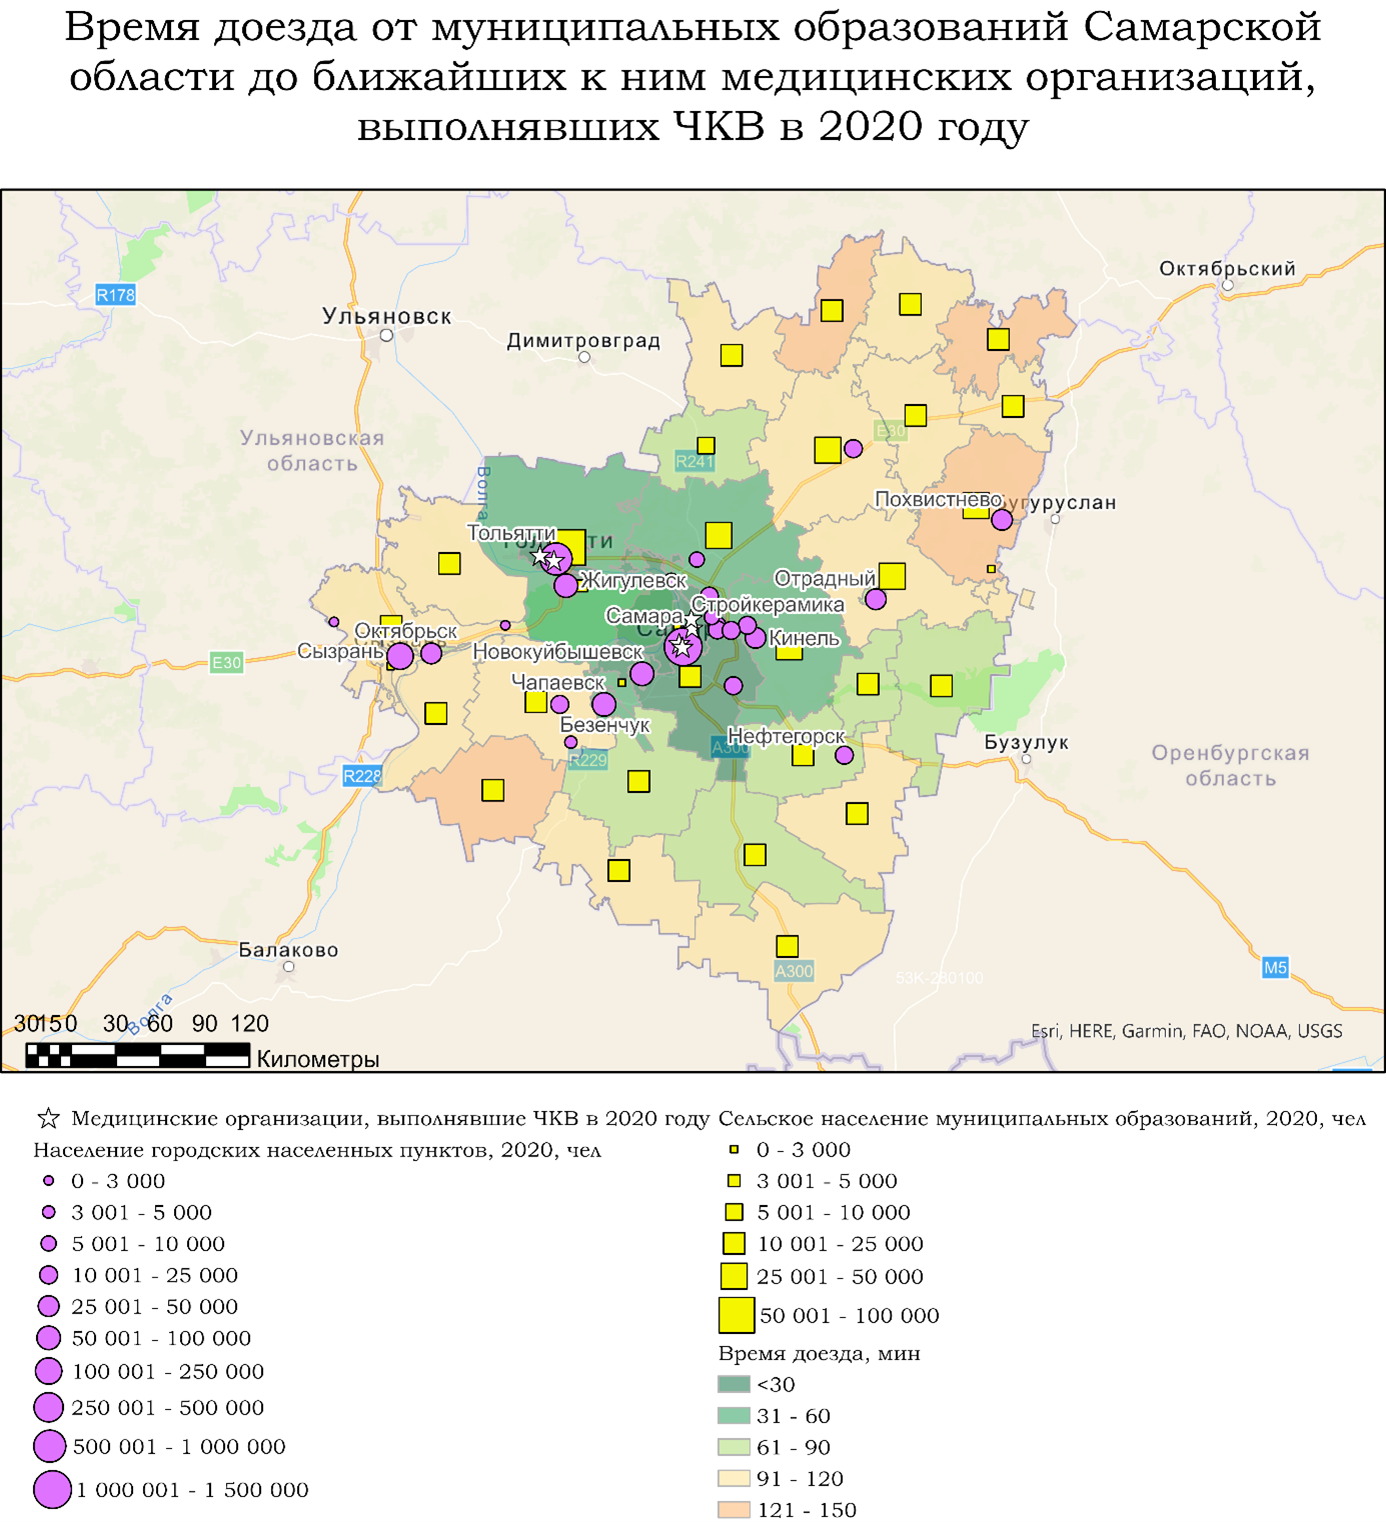 Время доезда от муниципальных образований Самарской
области до ближайших к ним медицинских организаций,
выполнявших ЧКВ в 2020 году
Октябрьский
R178
Ульяновск
Димитровград
Ульяновская
область
E30
R241
Волга
Похвистнево
угуруслан
Тольятти
тти
Жигулевск
Отрадный
Самара
Стройкерамика
Октябрьск
Сызрань
Кинель
E30
Новокуйбышевск
Чапаевск
Безенчук
Нефтегорск
A300
Бузулук
Оренбургская
область
R229
R228
Балаково
A300
53K-280100
M5
Волга
30150 30 60 90 120
Километры
Esri, HERE, Garmin, FAO, NOAA, USGS
Медицинские организации, выполнявшие ЧКВ в 2020 году
Население городских населенных пунктов, 2020, чел
0 - 3 000
3 001 - 5 000
5 001 - 10 000
10 001 - 25 000
25 001 - 50 000
50 001 - 100 000
100 001 - 250 000
250 001 - 500 000
500 001 - 1 000 000
1 000 001 - 1 500 000
Сельское население муниципальных образований, 2020, чел
0 - 3 000
3 001 - 5 000
5 001 - 10 000
10 001 - 25 000
25 001 - 50 000
50 001 - 100 000
Время доезда, мин
<30
31 - 60
61 - 90
91 - 120
121 - 150